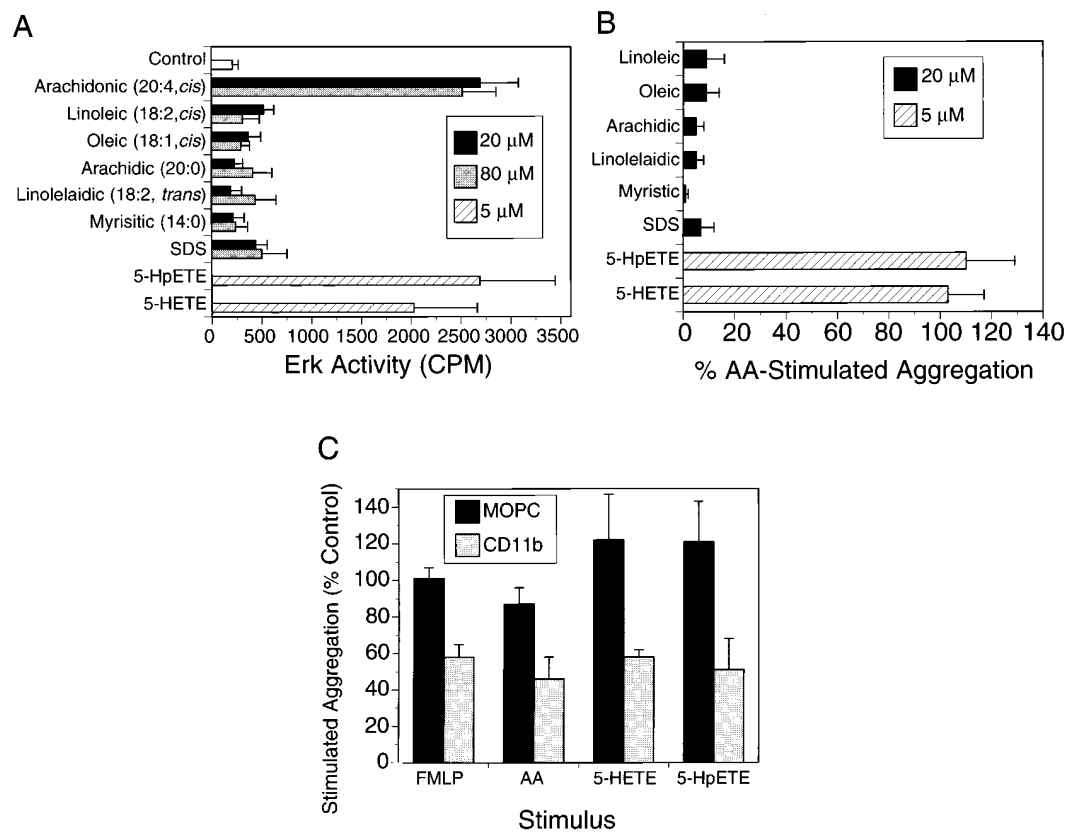 A
Control
Arachidonic (20:4,cis)
Linoleic (18:2,cis)
Oleic (18:1,cis)
Arachidic (20:0)
Linolelaidic (18:2, trans)
Myrisitic (14:0)
SDS
5-HpETE
5-HETE
20 μM
80 μM
5 μM
0 500 1000 1500 2000 2500 3000 3500
Erk Activity (CPM)
B
Linoleic
Oleic
Arachidic
Linolelaidic
Myristic
SDS
5-HpETE
5-HETE
20 μM
5 μM
0 20 40 60 80 100 120 140
% AA-Stimulated Aggregation
C
Stimulated Aggregation (% Control)
140
120
100
80
60
40
20
0
MOPC
CD11b
FMLP AA 5-HETE 5-HpETE
Stimulus